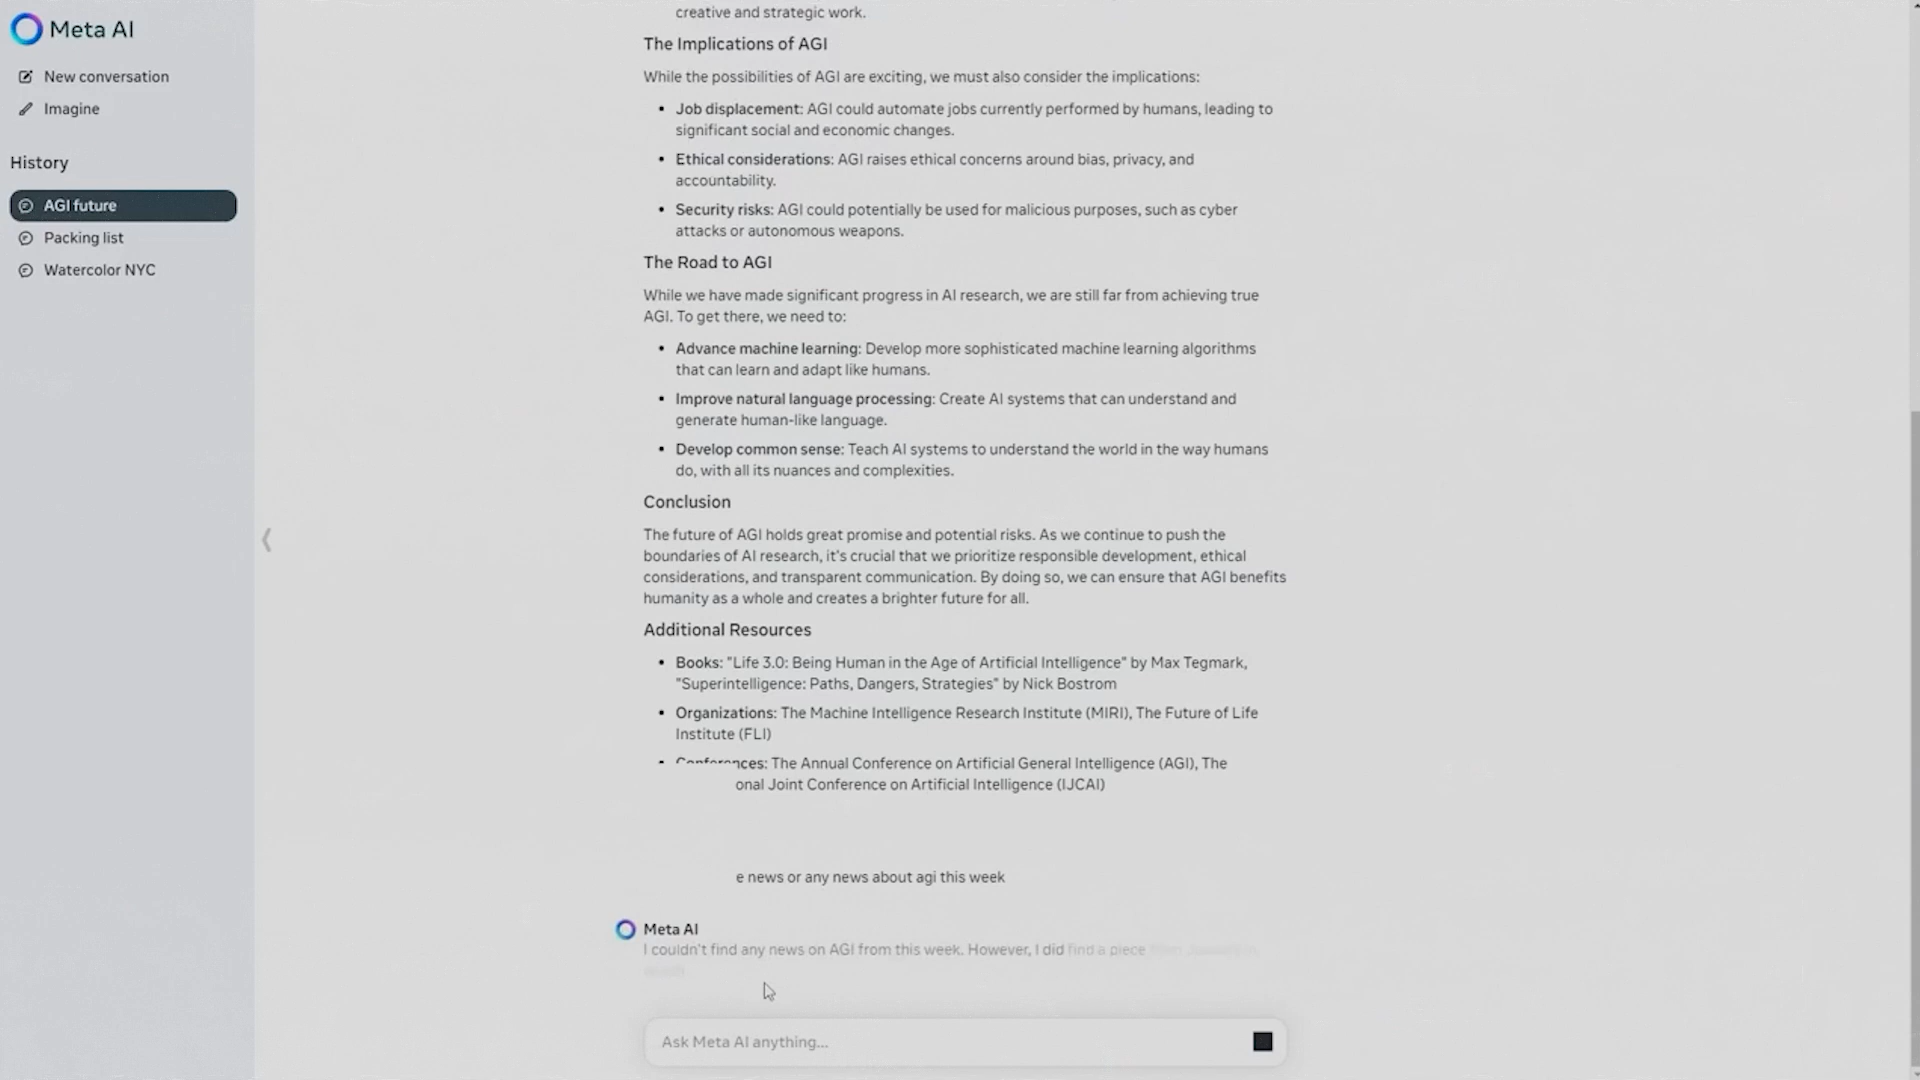 Meta AI
New conversation
Imagine
History
AGI future
Packing list
Watercolor NYC
creative and strategic work.
The Implications of AGI
While the possibilities of AGI are exciting, we must also consider the implications:
• Job displacement: AGI could automate jobs currently performed by humans, leading to
significant social and economic changes.
• Ethical considerations: AGI raises ethical concerns around bias, privacy, and
accountability.
• Security risks: AGI could potentially be used for malicious purposes, such as cyber
attacks or autonomous weapons.
The Road to AGI
While we have made significant progress in AI research, we are still far from achieving true
AGI. To get there, we need to:
• Advance machine learning: Develop more sophisticated machine learning algorithms
that can learn and adapt like humans.
• Improve natural language processing: Create AI systems that can understand and
generate human-like language.
• Develop common sense: Teach AI systems to understand the world in the way humans
do, with all its nuances and complexities.
Conclusion
The future of AGI holds great promise and potential risks. As we continue to push the
boundaries of AI research, it's crucial that we prioritize responsible development, ethical
considerations, and transparent communication. By doing so, we can ensure that AGI benefits
humanity as a whole and creates a brighter future for all.
Additional Resources
• Books: "Life 3.0: Being Human in the Age of Artificial Intelligence" by Max Tegmark,
"Superintelligence: Paths, Dangers, Strategies" by Nick Bostrom
• Organizations: The Machine Intelligence Research Institute (MIRI), The Future of Life
Institute (FLI)
• Conferences: The Annual Conference on Artificial General Intelligence (AGI), The
onal Joint Conference on Artificial Intelligence (IJCAI)
e news or any news about agi this week
Meta AI
I couldn't find any news on AGI from this week. However, I did find a piece
Ask Meta AI anything...